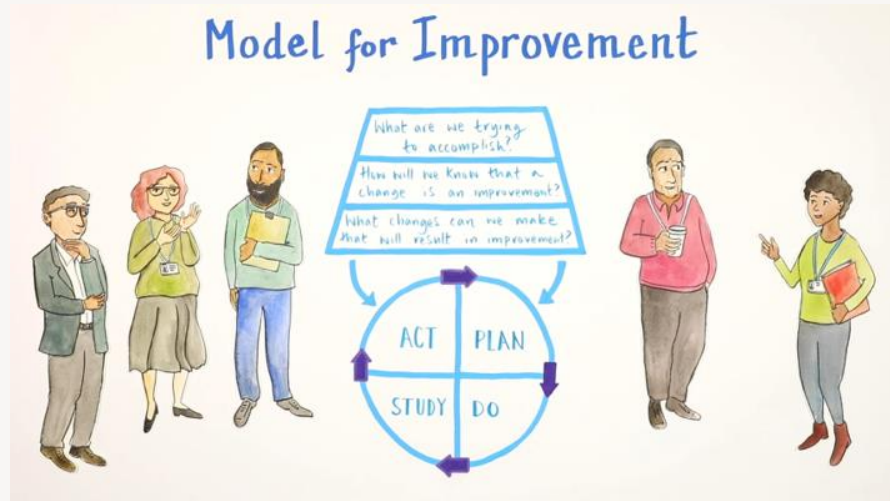 Model for Improvement
What are we trying
to accomplish?
How will we know that a
change is an improvement?
What changes can we make
that will result in improvement?
ACT
PLAN
STUDY
DO